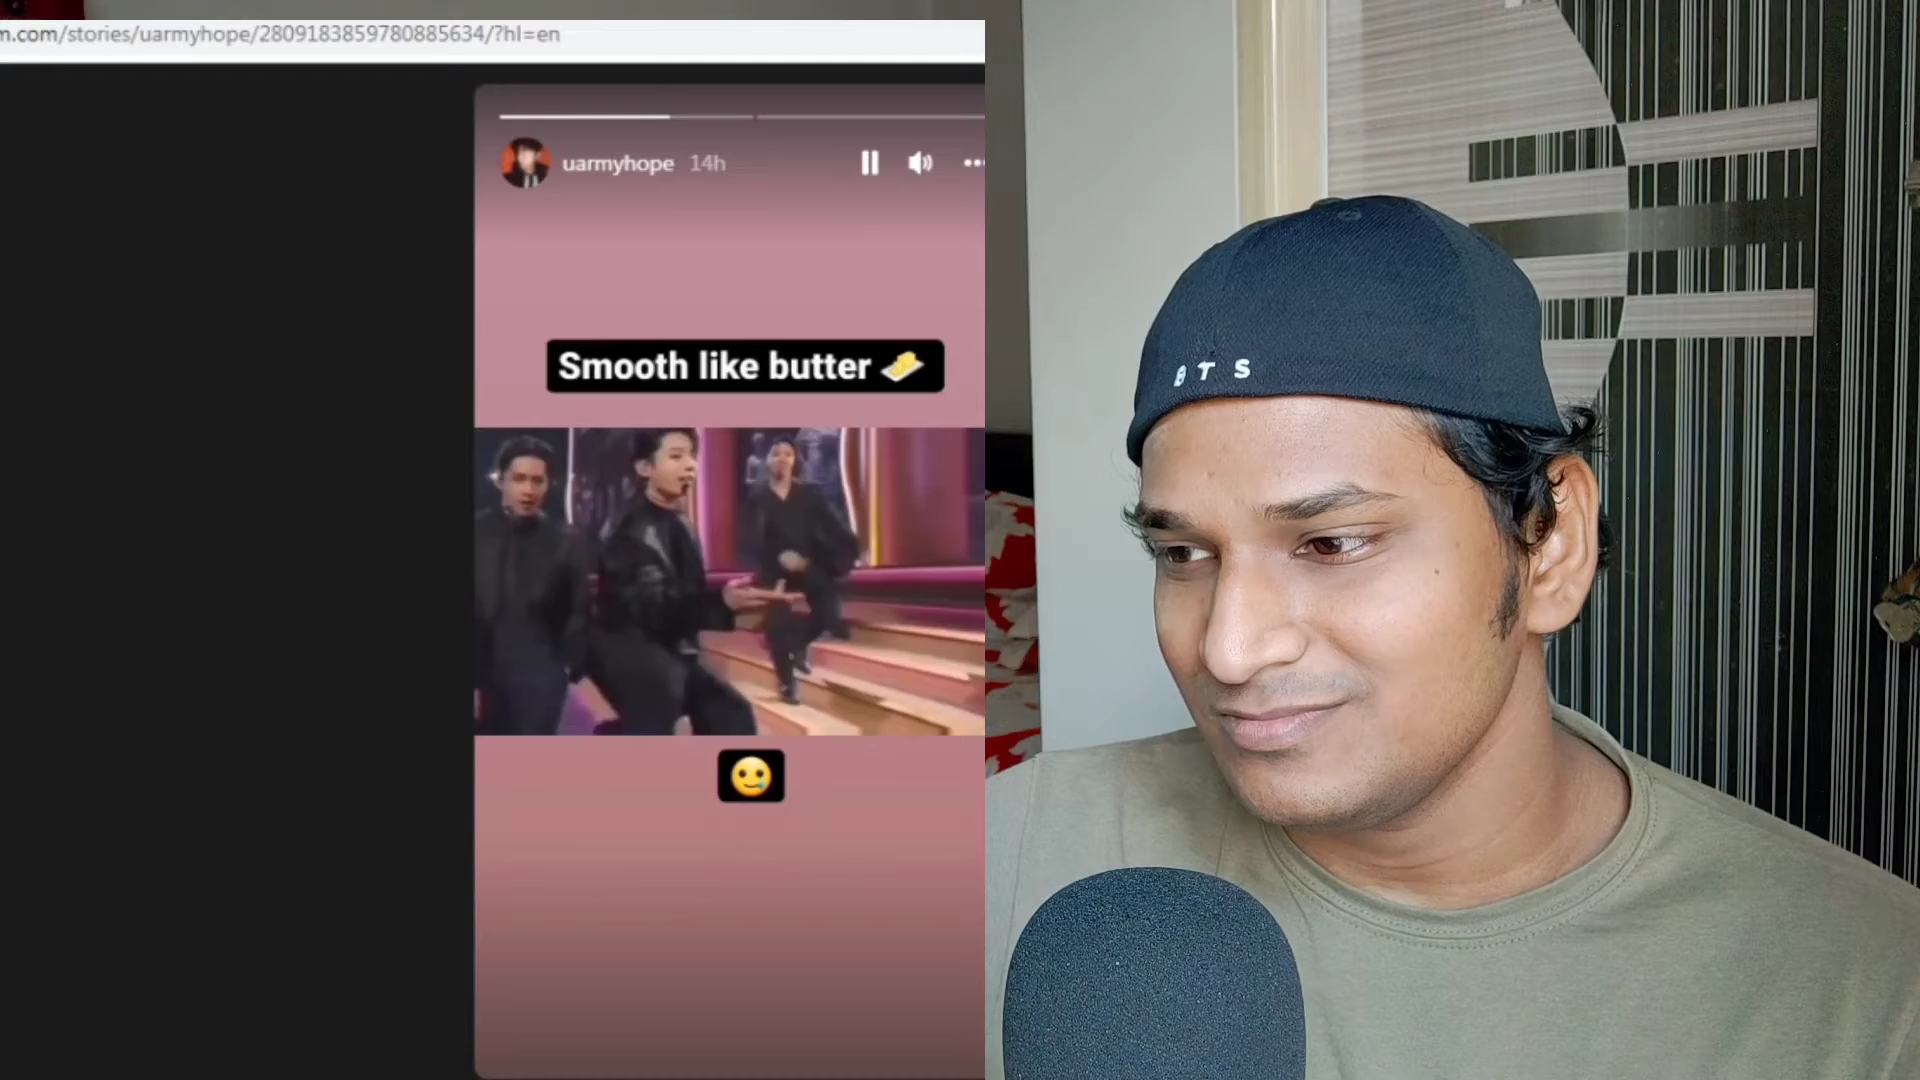 m.com/stories/uarmyhope/2809183859780885634/?hl=en
uarmyhope 14h
Smooth like butter 🧈
BTS